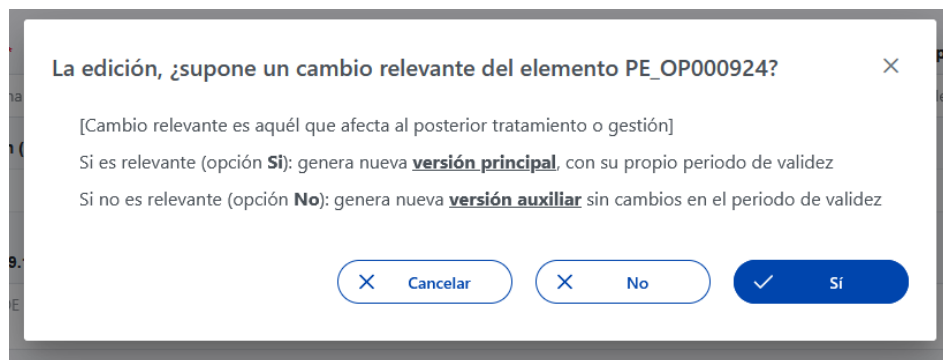 La edición, ¿supone un cambio relevante del elemento PE_OP000924?
[Cambio relevante es aquél que afecta al posterior tratamiento o gestión]
Si es relevante (opción Si): genera nueva versión principal, con su propio periodo de validez
Si no es relevante (opción No): genera nueva versión auxiliar sin cambios en el periodo de validez
Cancelar
No
Sí